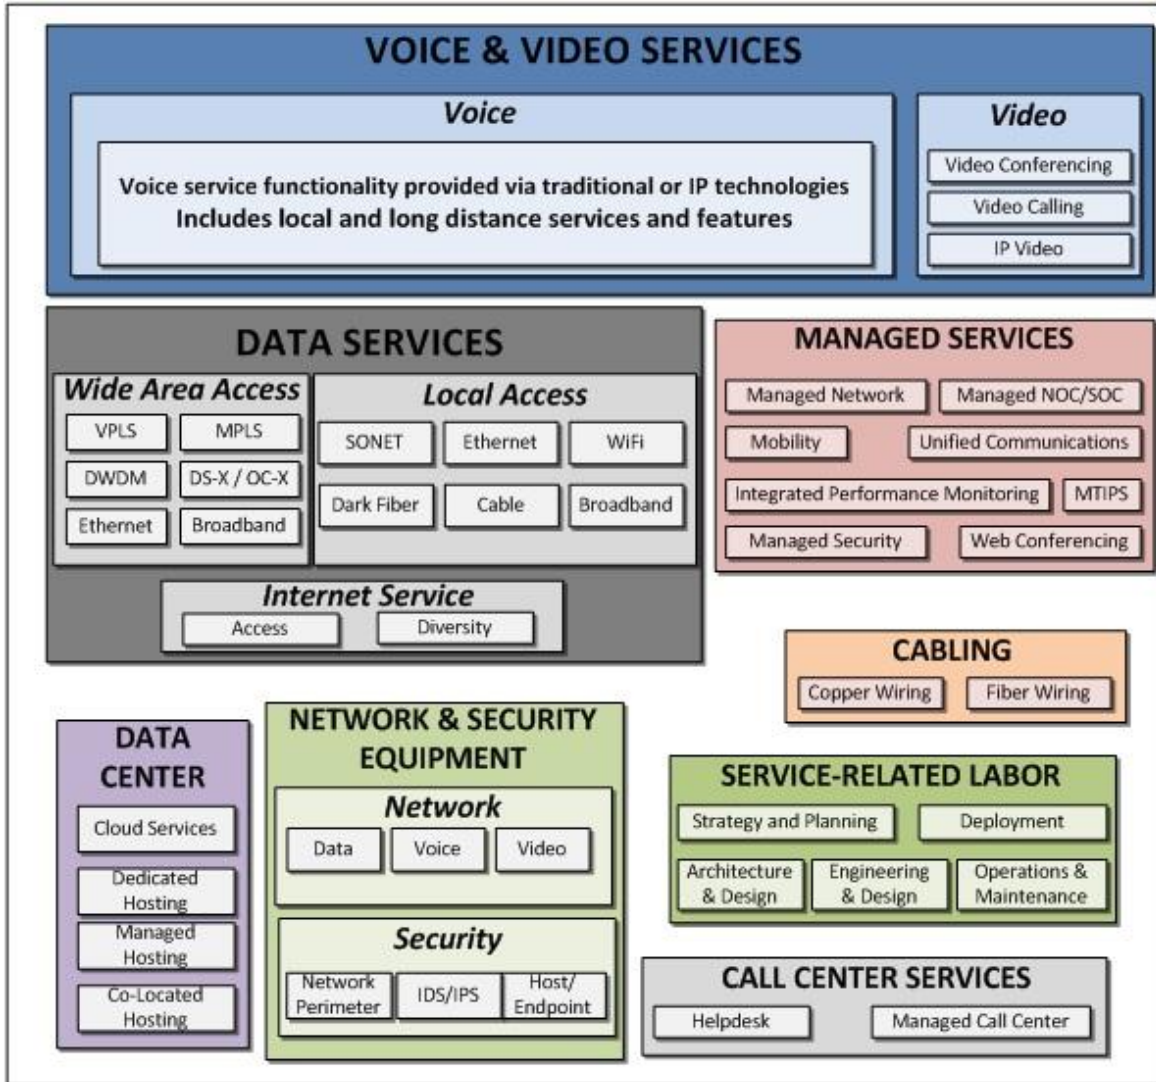 VOICE & VIDEO SERVICES
Voice
Voice service functionality provided via traditional or IP technologies
Includes local and long distance services and features
Video
Video Conferencing
Video Calling
IP Video
DATA SERVICES
Wide Area Access
VPLS
MPLS
DWDM
DS-X / OC-X
Ethernet
Broadband
Local Access
SONET
Ethernet
WiFi
Dark Fiber
Cable
Broadband
Internet Service
Access
Diversity
MANAGED SERVICES
Managed Network
Managed NOC/SOC
Mobility
Unified Communications
Integrated Performance Monitoring
MTIPS
Managed Security
Web Conferencing
CABLING
Copper Wiring
Fiber Wiring
DATA
CENTER
Cloud Services
Dedicated
Hosting
Managed
Hosting
Co-Located
Hosting
NETWORK & SECURITY
EQUIPMENT
Network
Data
Voice
Video
Security
Network
Perimeter
IDS/IPS
Host/
Endpoint
SERVICE-RELATED LABOR
Strategy and Planning
Deployment
Architecture
& Design
Engineering
& Design
Operations &
Maintenance
CALL CENTER SERVICES
Helpdesk
Managed Call Center